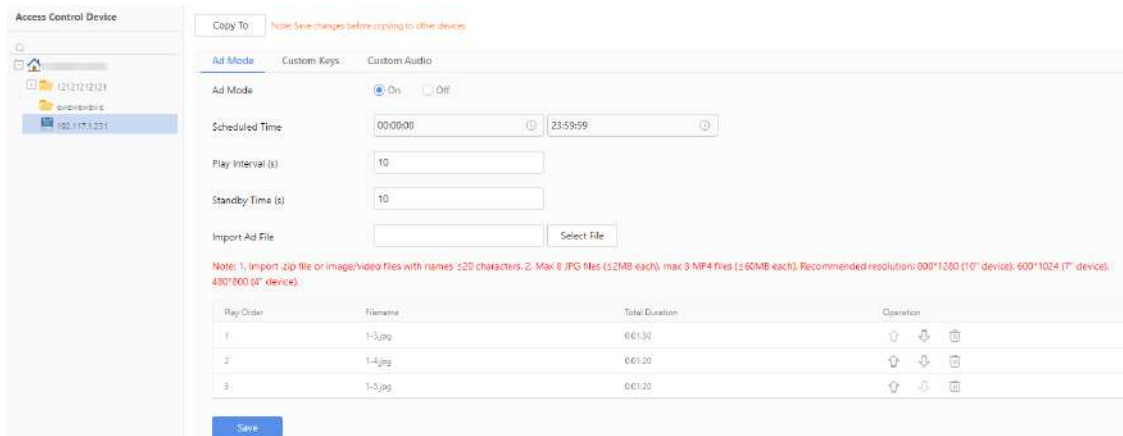 Access Control Device
Copy To
Note: Save changes before copying to other devices.
Ad Mode Custom Keys Custom Audio
12121212121
Ad Mode On Off
192.117.1.231
Scheduled Time 00:00:00 23:59:59
Play Interval (s) 10
Standby Time (s) 10
Import Ad File Select File
Note: 1. Import .zip file or image/video files with names ≤20 characters. 2. Max 8 JPG files (≤2MB each), max 3 MP4 files (≤60MB each). Recommended resolution: 800*1280 (10" device), 600*1024 (7" device),
480*800 (4" device).
Play Order Filename Total Duration Operation
1 1-3.jpg 0:01:30
2 1-4.jpg 0:01:20
3 1-5.jpg 0:01:20
Save